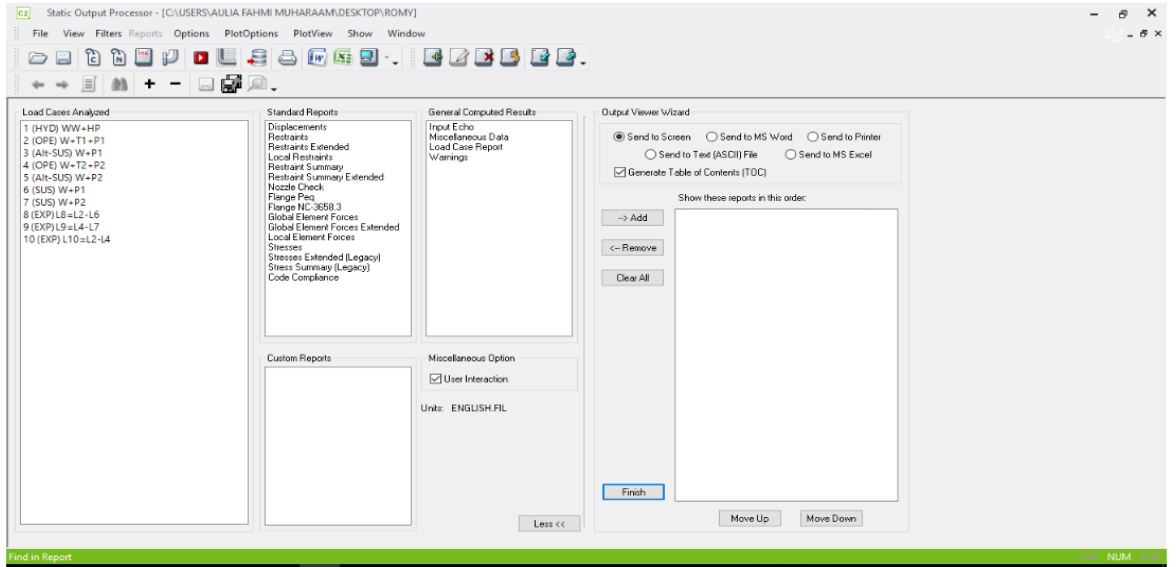 C2 Static Output Processor - [C:\USERS\AULIA FAHMI MUHARAAM\DESKTOP\ROMY]
File View Filters Reports Options PlotOptions PlotView Show Window
Load Cases Analyzed
1 (HYD) WW+HP
2 (OPE) W+T1+P1
3 (Alt-SUS) W+P1
4 (OPE) W+T2+P2
5 (Alt-SUS) W+P2
6 (SUS) W+P1
7 (SUS) W+P2
8 (EXP) L8=L2-L6
9 (EXP) L9=L4-L7
10 (EXP) L10=L2-L4
Standard Reports
Displacements
Restraints
Restraints Extended
Local Restraints
Restraint Summary
Restraint Summary Extended
Nozzle Check
Flange Peq
Flange NC-3658.3
Global Element Forces
Global Element Forces Extended
Local Element Forces
Stresses
Stresses Extended (Legacy)
Stress Summary (Legacy)
Code Compliance
General Computed Results
Input Echo
Miscellaneous Data
Load Case Report
Warnings
Custom Reports
Miscellaneous Option
User Interaction
Units: ENGLISH.FIL
Less <<
Output Viewer Wizard
Send to Screen Send to MS Word Send to Printer
Send to Text (ASCII) File Send to MS Excel
Generate Table of Contents (TOC)
Show these reports in this order:
--> Add
<-- Remove
Clear All
Finish
Move Up Move Down
Find in Report
NUM